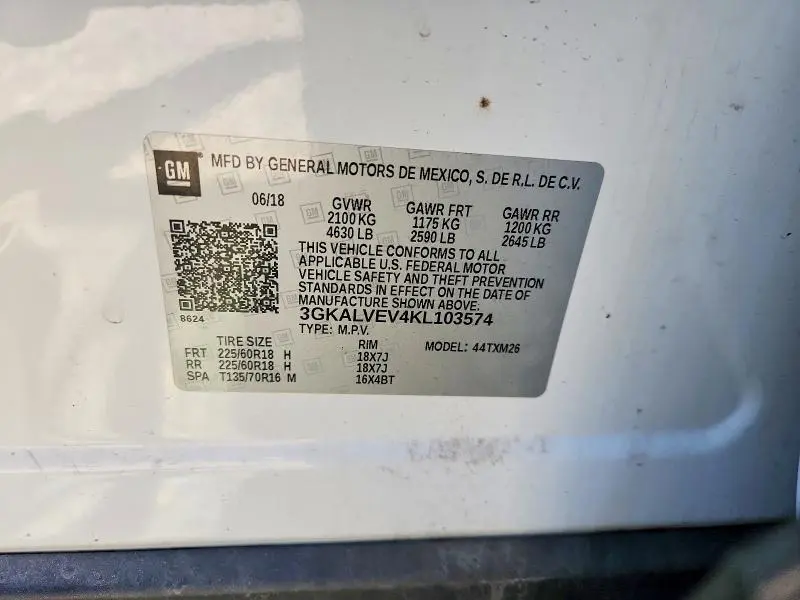 GM MFD BY GENERAL MOTORS DE MEXICO, S. DE R.L. DE C.V.
06/18 GVWR GAWR FRT GAWR RR
2100 KG 1175 KG 1200 KG
4630 LB 2590 LB 2645 LB
THIS VEHICLE CONFORMS TO ALL
APPLICABLE U.S. FEDERAL MOTOR
VEHICLE SAFETY AND THEFT PREVENTION
STANDARDS IN EFFECT ON THE DATE OF
MANUFACTURE SHOWN ABOVE:
8624 3GKALVEV4KL103574
TYPE: M.P.V. MODEL: 44TXM26
TIRE SIZE RIM
FRT 225/60R18 H 18X7J
RR 225/60R18 H 18X7J
SPA T135/70R16 M 16X4BT